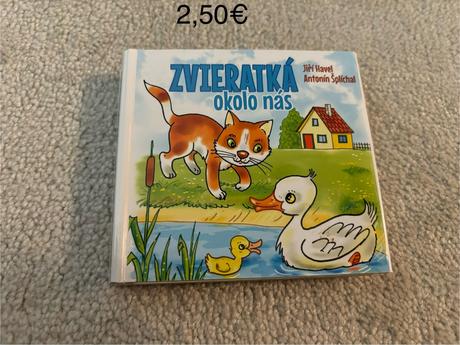 2,50€
Jiří Havel
Antonín Šplíchal
ZVIERATKÁ
okolo nás